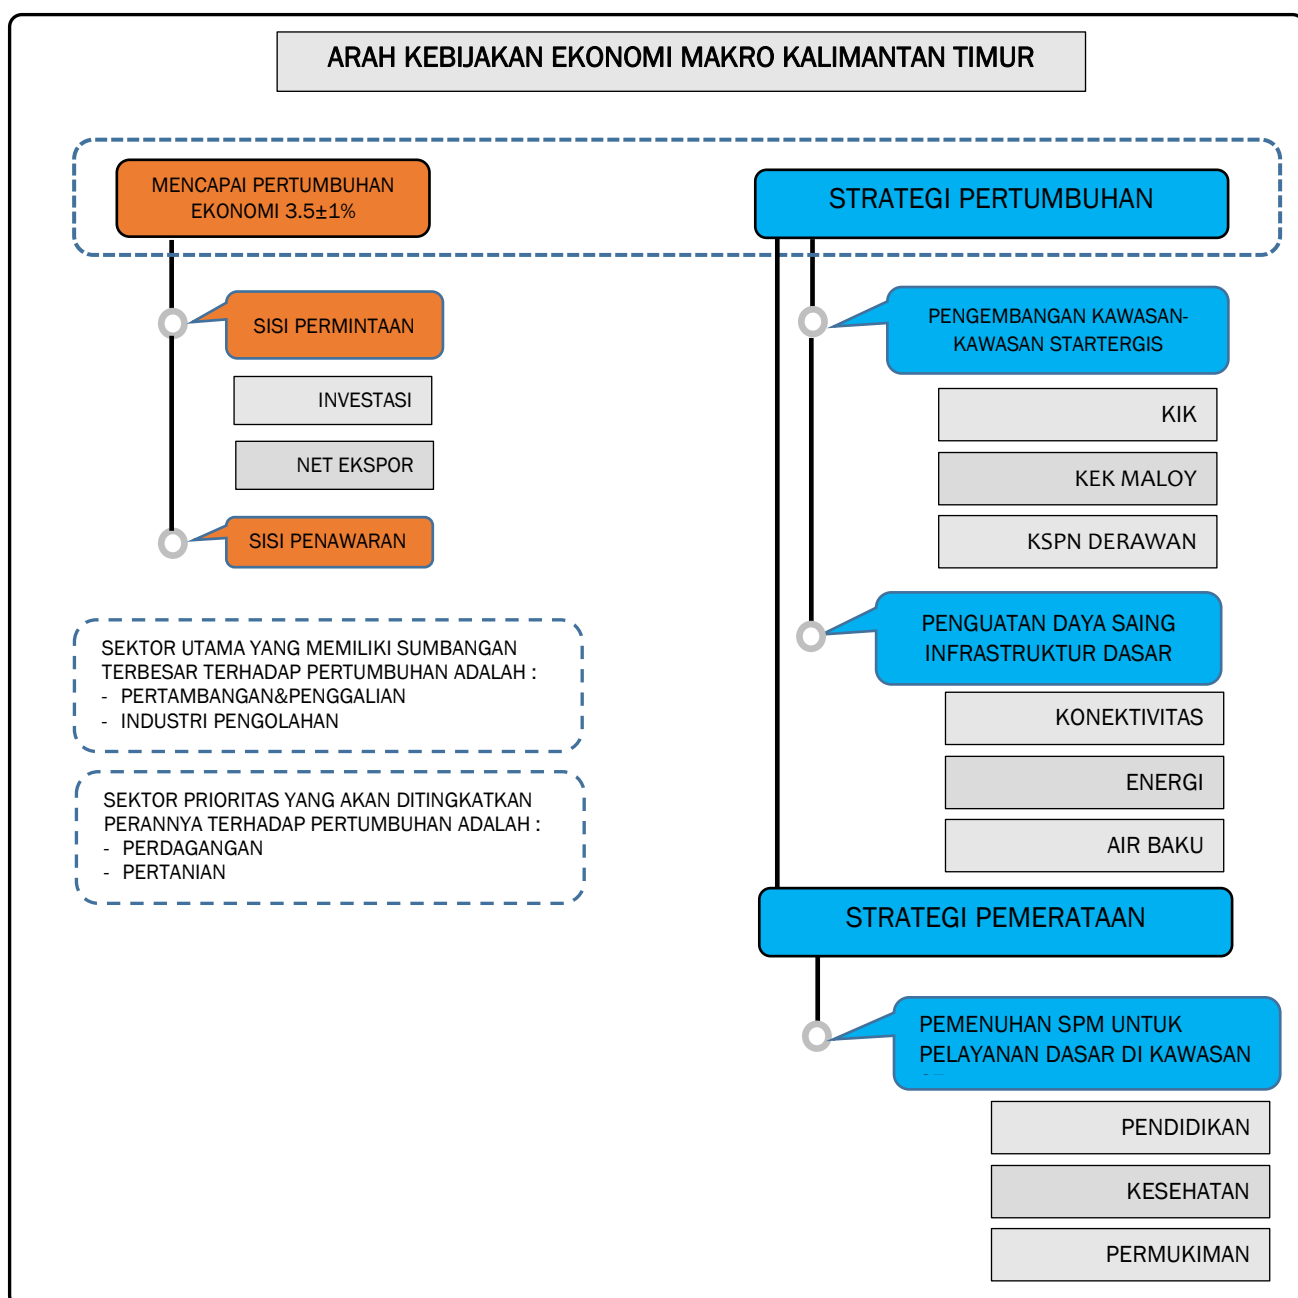 ARAH KEBIJAKAN EKONOMI MAKRO KALIMANTAN TIMUR
MENCAPAI PERTUMBUHAN
EKONOMI 3.5±1%
SISI PERMINTAAN
INVESTASI
NET EKSPOR
SISI PENAWARAN
SEKTOR UTAMA YANG MEMILIKI SUMBANGAN
TERBESAR TERHADAP PERTUMBUHAN ADALAH :
- PERTAMBANGAN&PENGGALIAN
- INDUSTRI PENGOLAHAN
SEKTOR PRIORITAS YANG AKAN DITINGKATKAN
PERANNYA TERHADAP PERTUMBUHAN ADALAH :
- PERDAGANGAN
- PERTANIAN
STRATEGI PERTUMBUHAN
PENGEMBANGAN KAWASAN-
KAWASAN STARTERGIS
KIK
KEK MALOY
KSPN DERAWAN
PENGUATAN DAYA SAING
INFRASTRUKTUR DASAR
KONEKTIVITAS
ENERGI
AIR BAKU
STRATEGI PEMERATAAN
PEMENUHAN SPM UNTUK
PELAYANAN DASAR DI KAWASAN
PENDIDIKAN
KESEHATAN
PERMUKIMAN